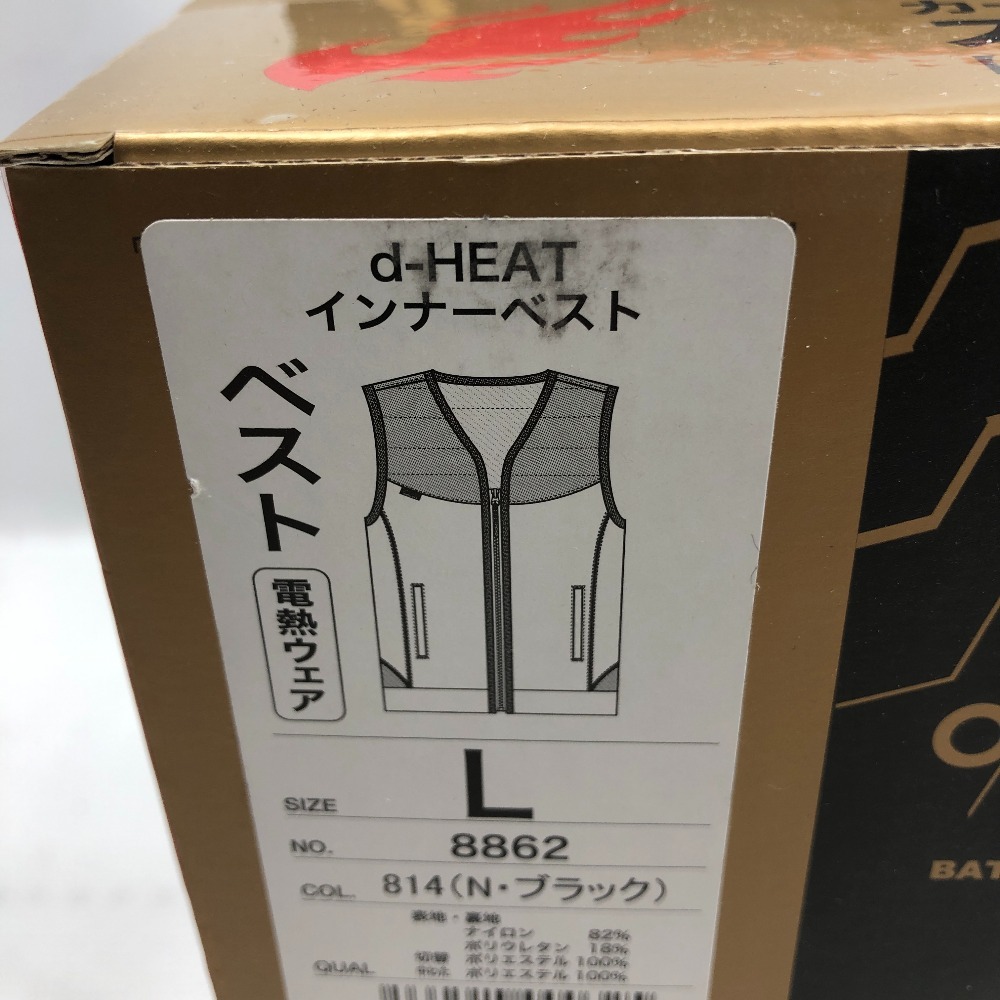 d-HEAT
インナーベスト
ベスト
電熱ウェア
SIZE L
NO. 8862
COL. 814(N・ブラック)
表地・裏地
ナイロン 82%
ポリウレタン 18%
切替 ポリエステル 100%
QUAL ポリエステル 100%
BAT